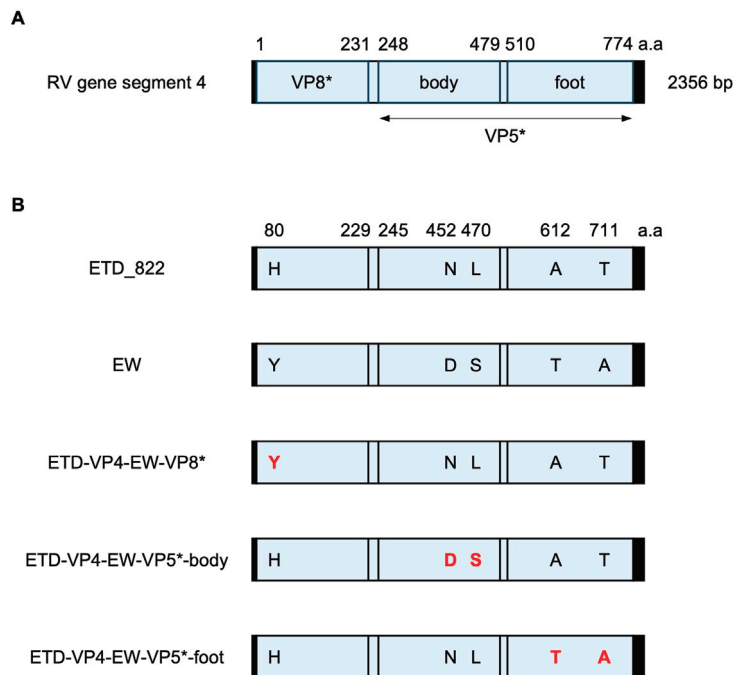 A
1 231 248 479 510 774 a.a
RV gene segment 4 VP8* body foot 2356 bp
VP5*
B
80 229 245 452 470 612 711 a.a
ETD_822 H N L A T
EW Y D S T A
ETD-VP4-EW-VP8* Y N L A T
ETD-VP4-EW-VP5*-body H D S A T
ETD-VP4-EW-VP5*-foot H N L T A